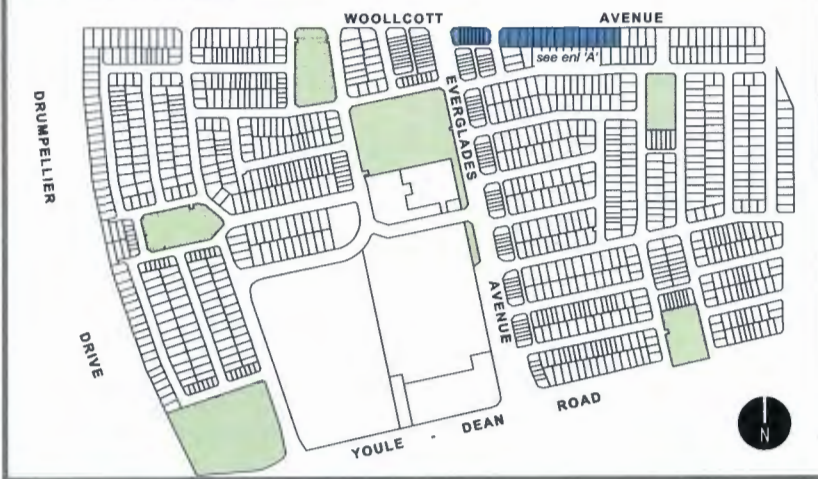 WOOLLCOTT AVENUE
see enl 'A'
EVERGLADES
DRUMPELLIER
AVENUE
DRIVE
ROAD
YOULE - DEAN
N